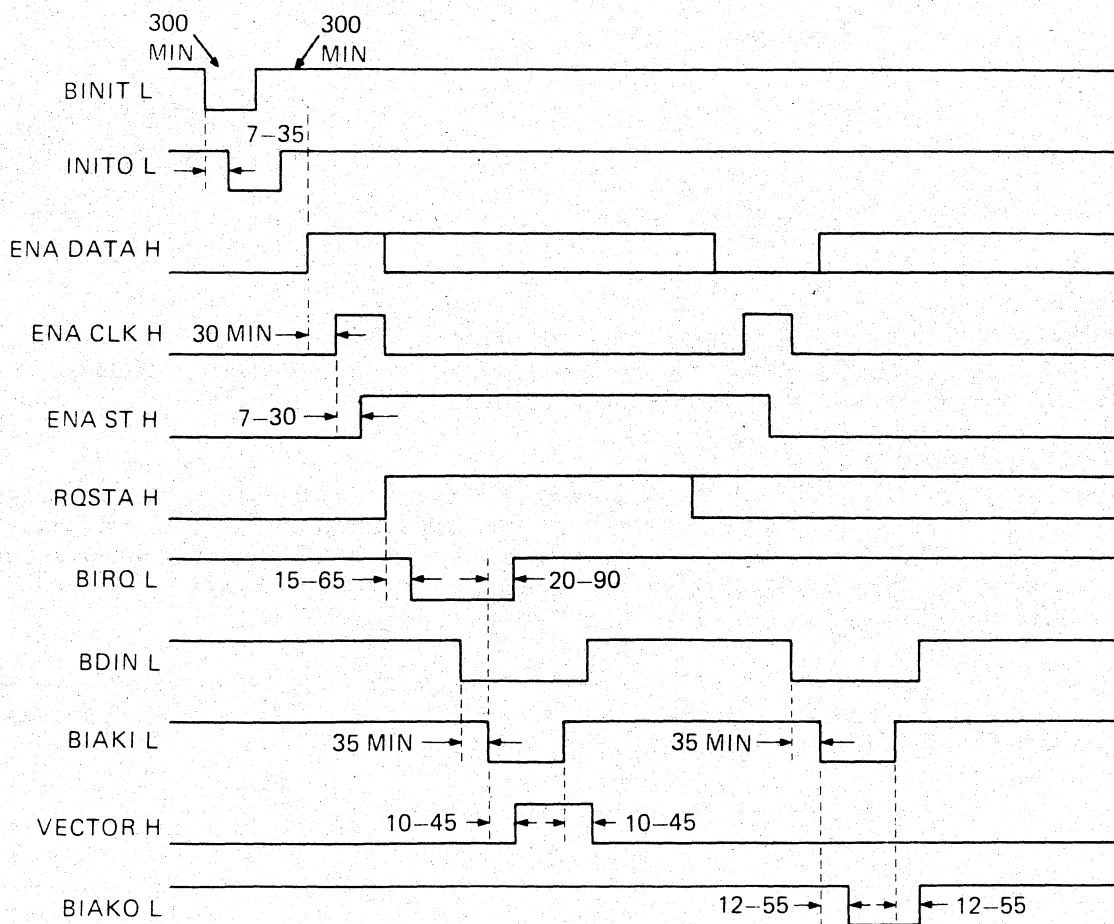 300
MIN
300
MIN
BINIT L
7–35
INITO L
ENA DATA H
ENA CLK H
30 MIN
ENA ST H
7–30
RQSTA H
BIRQ L
15–65
20–90
BDIN L
BIAKI L
35 MIN
35 MIN
VECTOR H
10–45
10–45
BIAKO L
12–55
12–55